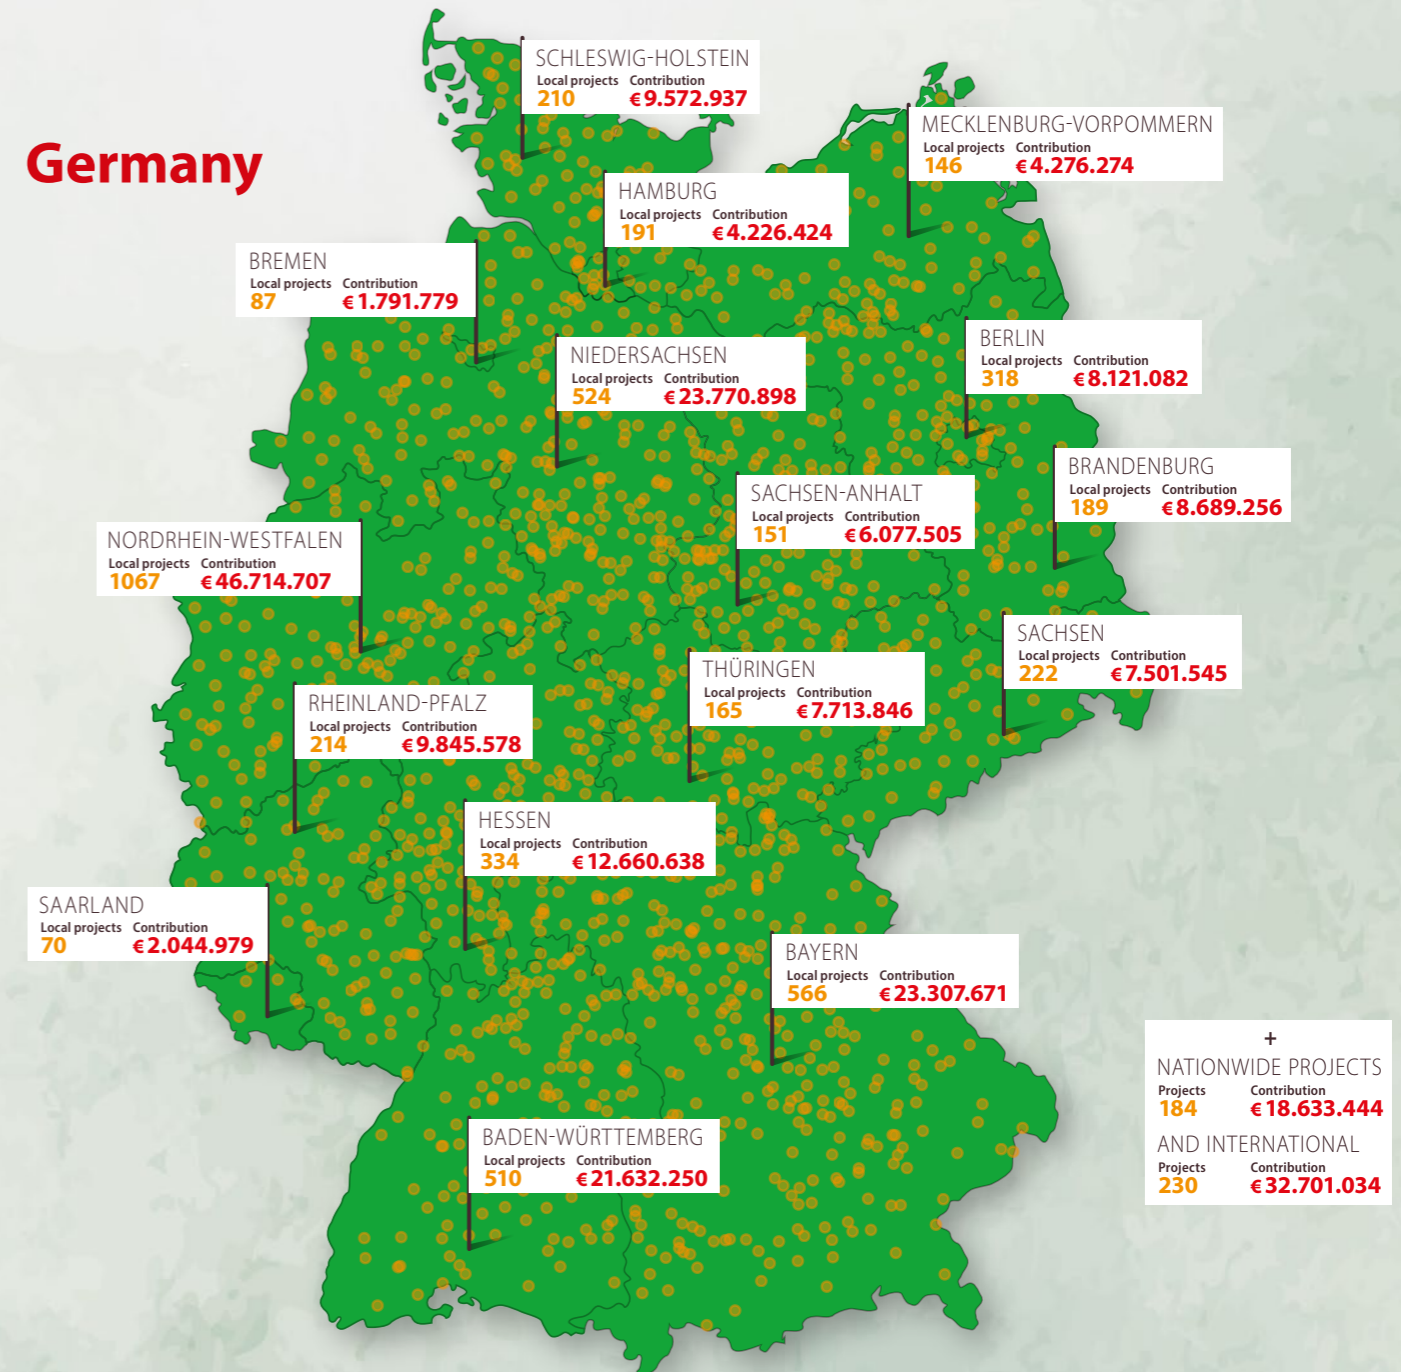 Germany
SCHLESWIG-HOLSTEIN
Local projects Contribution
210 € 9.572.937
MECKLENBURG-VORPOMMERN
Local projects Contribution
146 € 4.276.274
HAMBURG
Local projects Contribution
191 € 4.226.424
BREMEN
Local projects Contribution
87 € 1.791.779
NIEDERSACHSEN
Local projects Contribution
524 € 23.770.898
BERLIN
Local projects Contribution
318 € 8.121.082
BRANDENBURG
Local projects Contribution
189 € 8.689.256
SACHSEN-ANHALT
Local projects Contribution
151 € 6.077.505
NORDRHEIN-WESTFALEN
Local projects Contribution
1067 € 46.714.707
SACHSEN
Local projects Contribution
222 € 7.501.545
THÜRINGEN
Local projects Contribution
165 € 7.713.846
RHEINLAND-PFALZ
Local projects Contribution
214 € 9.845.578
HESSEN
Local projects Contribution
334 € 12.660.638
SAARLAND
Local projects Contribution
70 € 2.044.979
BAYERN
Local projects Contribution
566 € 23.307.671
BADEN-WÜRTTEMBERG
Local projects Contribution
510 € 21.632.250
+
NATIONWIDE PROJECTS
Projects Contribution
184 € 18.633.444
AND INTERNATIONAL
Projects Contribution
230 € 32.701.034